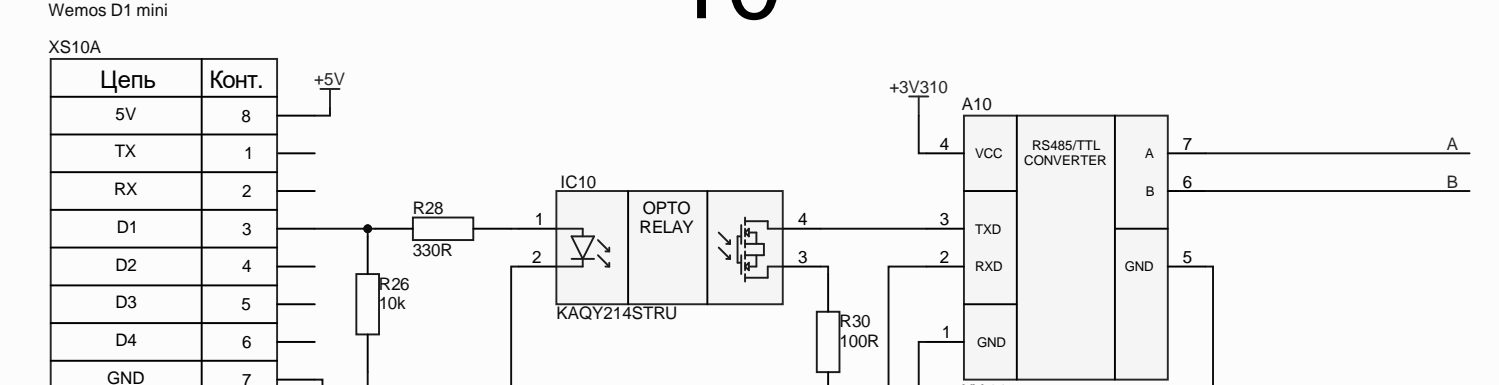 Wemos D1 mini
XS10A
Цепь Конт.
5V 8
TX 1
RX 2
D1 3
D2 4
D3 5
D4 6
GND 7
+5V
R28
330R
R26
10k
IC10
1
2
OPTO
RELAY
4
3
KAQY214STRU
R30
100R
+3V310
A10
4 VCC
3 TXD
2 RXD
1 GND
RS485/TTL
CONVERTER
A 7 A
B 6 B
GND 5